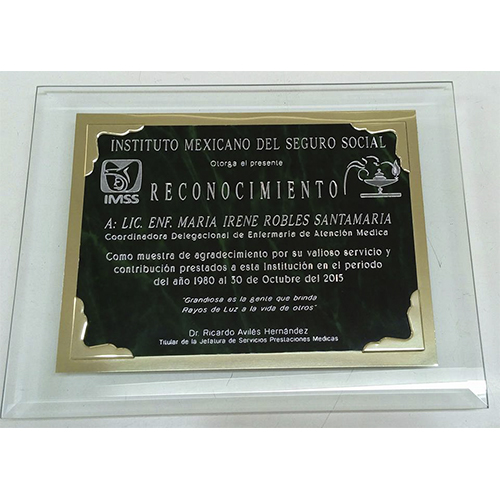 INSTITUTO MEXICANO DEL SEGURO SOCIAL
Otorga el presente
RECONOCIMIENTO
IMSS
A: LIC. ENF. MARIA IRENE ROBLES SANTAMARIA
Coordinadora Delegacional de Enfermaria de Atención Medica
Como muestra de agradecimiento por su valioso servicio y
contribución prestados a esta Institución en el periodo
del año 1980 al 30 de Octubre del 2015
"Grandiosa es la gente que brinda
Rayos de Luz a la vida de otros"
Dr. Ricardo Avilés Hernández
Titular de la Jefatura de Servicios Prestaciones Medicas